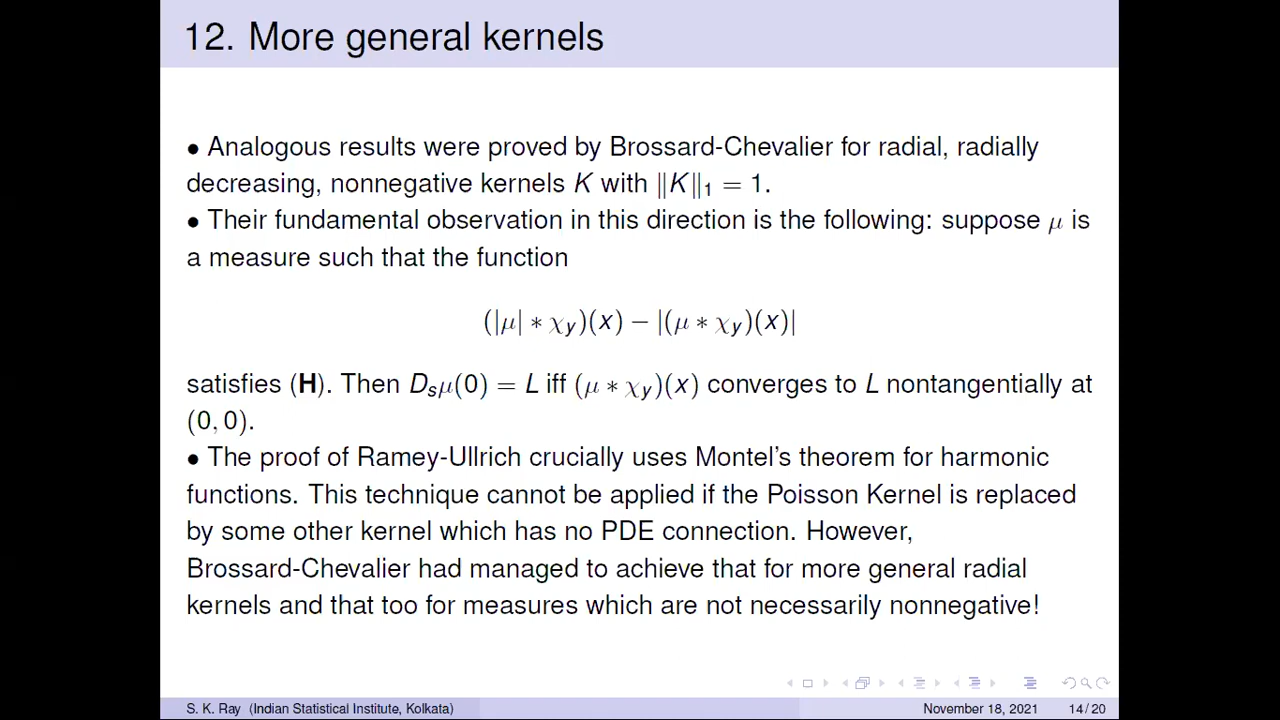 12. More general kernels
• Analogous results were proved by Brossard-Chevalier for radial, radially
decreasing, nonnegative kernels K with ‖K‖₁ = 1.
• Their fundamental observation in this direction is the following: suppose μ is
a measure such that the function
(|μ| ∗ χ_y)(x) − |(μ ∗ χ_y)(x)|
satisfies (H). Then D_sμ(0) = L iff (μ ∗ χ_y)(x) converges to L nontangentially at
(0, 0).
• The proof of Ramey-Ullrich crucially uses Montel's theorem for harmonic
functions. This technique cannot be applied if the Poisson Kernel is replaced
by some other kernel which has no PDE connection. However,
Brossard-Chevalier had managed to achieve that for more general radial
kernels and that too for measures which are not necessarily nonnegative!
S. K. Ray (Indian Statistical Institute, Kolkata) November 18, 2021 14/20